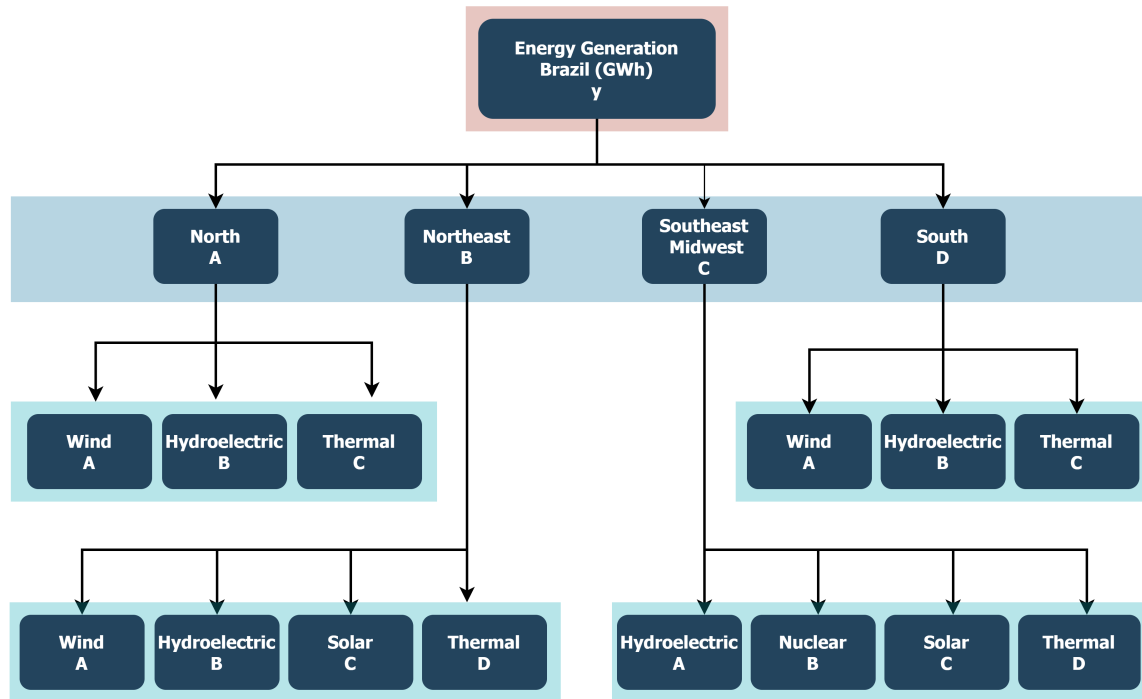 Energy Generation
Brazil (GWh)
y
North
A
Northeast
B
Southeast
Midwest
C
South
D
Wind
A
Hydroelectric
B
Thermal
C
Wind
A
Hydroelectric
B
Thermal
C
Wind
A
Hydroelectric
B
Solar
C
Thermal
D
Hydroelectric
A
Nuclear
B
Solar
C
Thermal
D